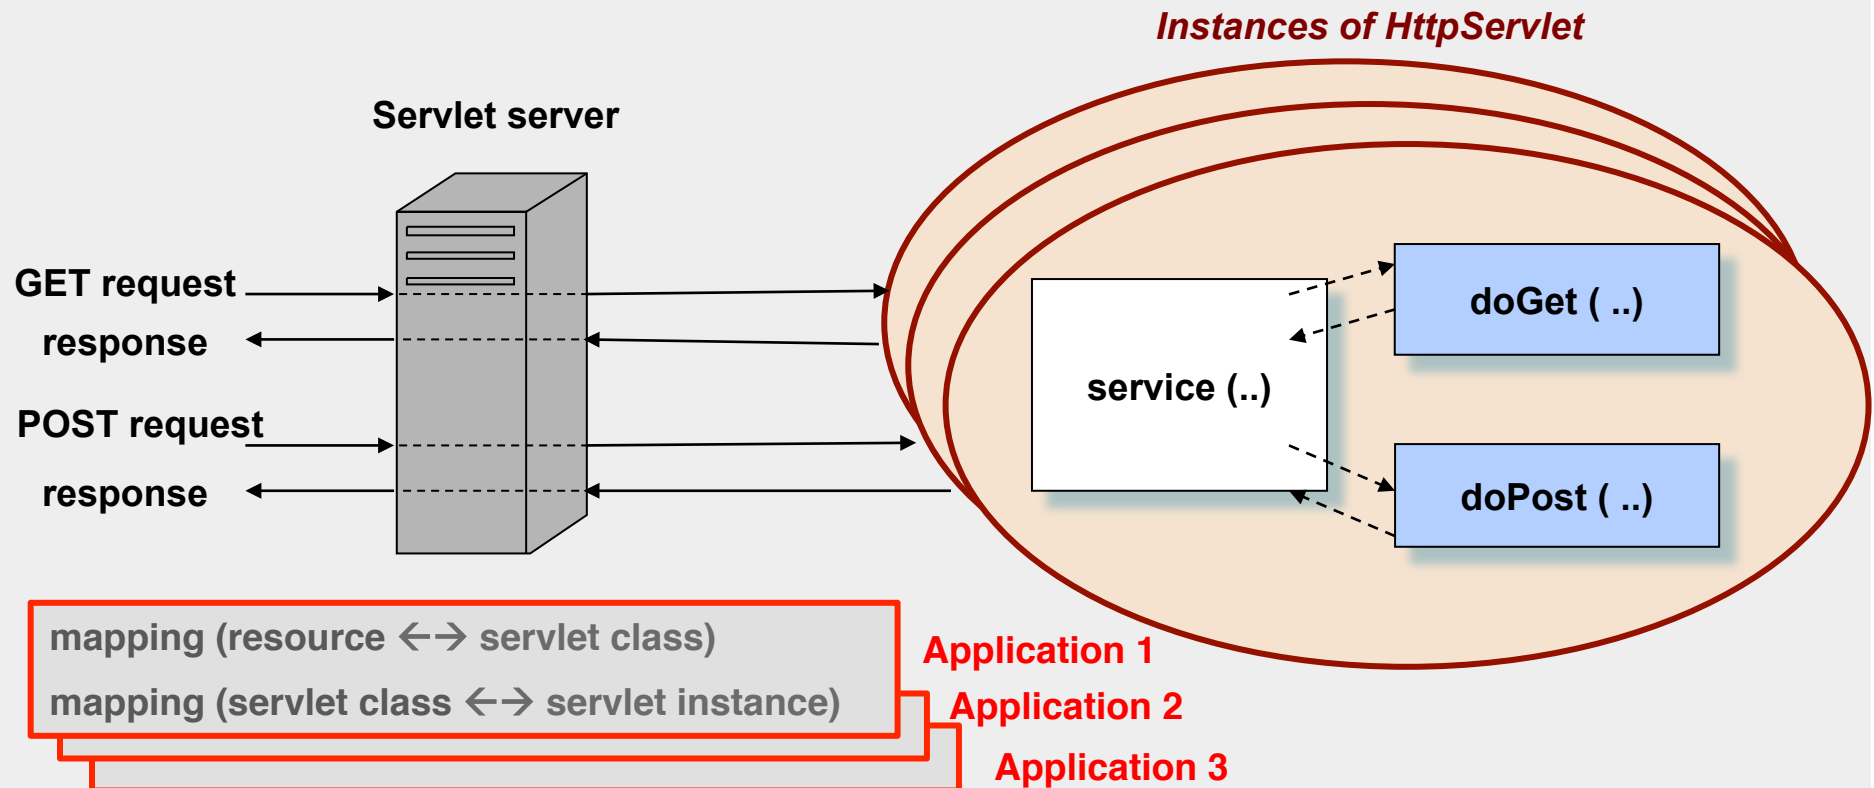 Instances of HttpServlet
Servlet server
GET request
response
POST request
response
service (..)
doGet ( ..)
doPost ( ..)
mapping (resource ←→ servlet class)
mapping (servlet class ←→ servlet instance)
Application 1
Application 2
Application 3